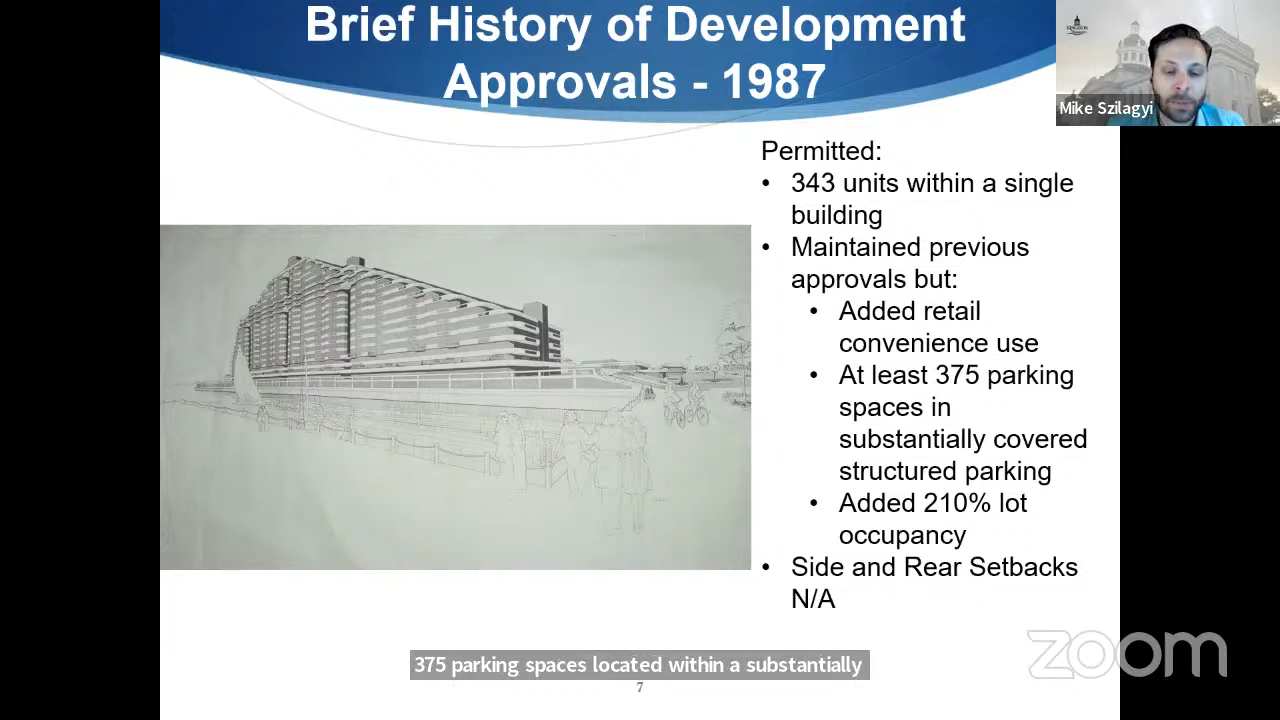 Brief History of Development
Approvals - 1987
Mike Szilagyi
Permitted:
• 343 units within a single
building
• Maintained previous
approvals but:
• Added retail
convenience use
• At least 375 parking
spaces in
substantially covered
structured parking
• Added 210% lot
occupancy
• Side and Rear Setbacks
N/A
375 parking spaces located within a substantially
7
zoom